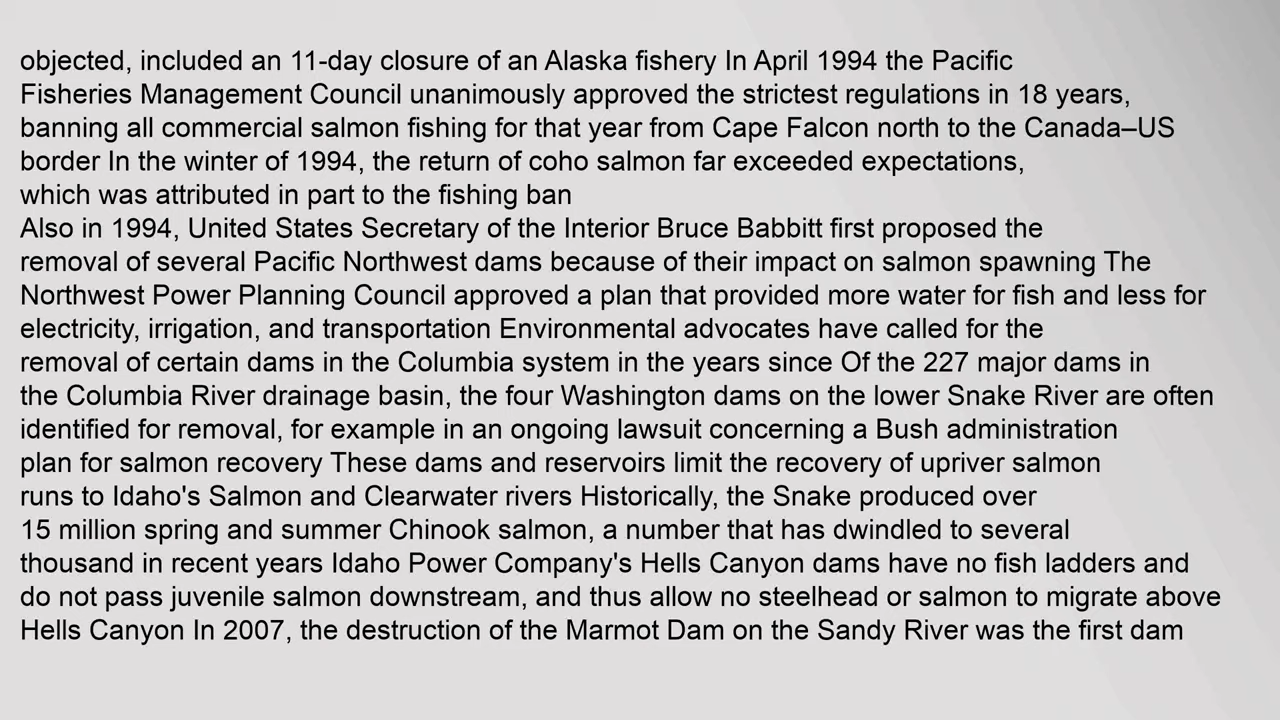 objected, included an 11-day closure of an Alaska fishery In April 1994 the Pacific
Fisheries Management Council unanimously approved the strictest regulations in 18 years,
banning all commercial salmon fishing for that year from Cape Falcon north to the Canada–US
border In the winter of 1994, the return of coho salmon far exceeded expectations,
which was attributed in part to the fishing ban
Also in 1994, United States Secretary of the Interior Bruce Babbitt first proposed the
removal of several Pacific Northwest dams because of their impact on salmon spawning The
Northwest Power Planning Council approved a plan that provided more water for fish and less for
electricity, irrigation, and transportation Environmental advocates have called for the
removal of certain dams in the Columbia system in the years since Of the 227 major dams in
the Columbia River drainage basin, the four Washington dams on the lower Snake River are often
identified for removal, for example in an ongoing lawsuit concerning a Bush administration
plan for salmon recovery These dams and reservoirs limit the recovery of upriver salmon
runs to Idaho's Salmon and Clearwater rivers Historically, the Snake produced over
15 million spring and summer Chinook salmon, a number that has dwindled to several
thousand in recent years Idaho Power Company's Hells Canyon dams have no fish ladders and
do not pass juvenile salmon downstream, and thus allow no steelhead or salmon to migrate above
Hells Canyon In 2007, the destruction of the Marmot Dam on the Sandy River was the first dam